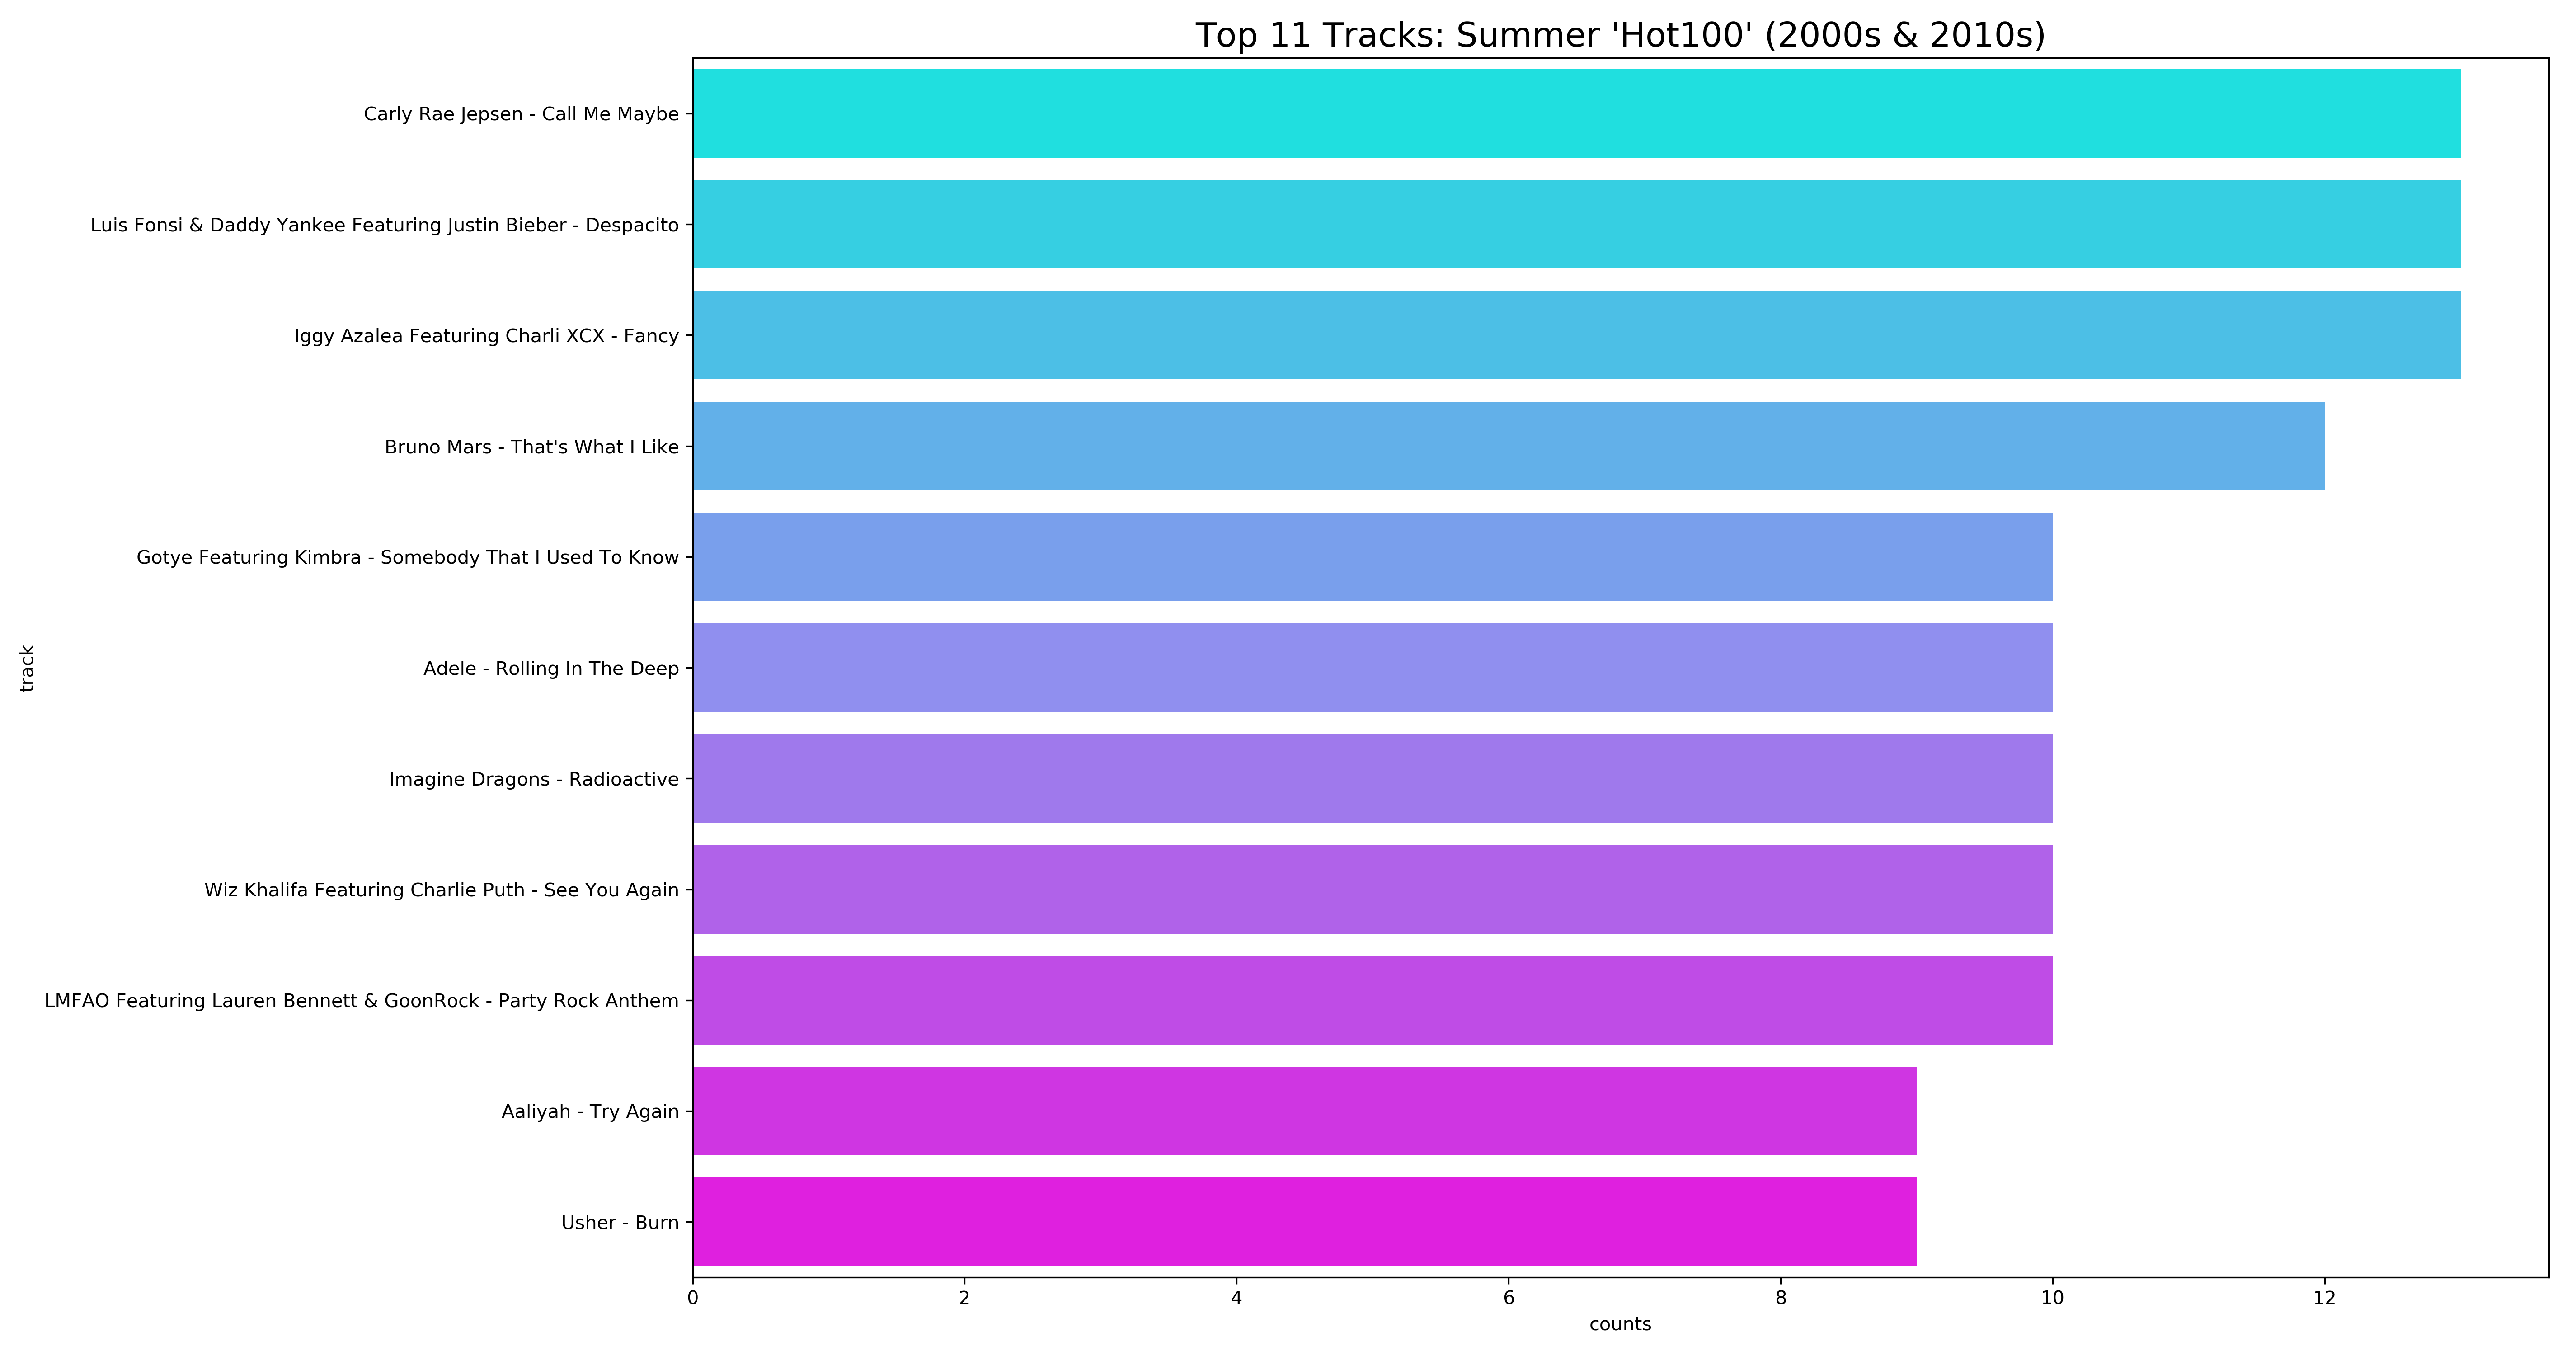 Top 11 Tracks: Summer 'Hot100' (2000s & 2010s)
Carly Rae Jepsen - Call Me Maybe
Luis Fonsi & Daddy Yankee Featuring Justin Bieber - Despacito
Iggy Azalea Featuring Charli XCX - Fancy
Bruno Mars - That's What I Like
Gotye Featuring Kimbra - Somebody That I Used To Know
Adele - Rolling In The Deep
Imagine Dragons - Radioactive
Wiz Khalifa Featuring Charlie Puth - See You Again
LMFAO Featuring Lauren Bennett & GoonRock - Party Rock Anthem
Aaliyah - Try Again
Usher - Burn
track
0 2 4 6 8 10 12
counts